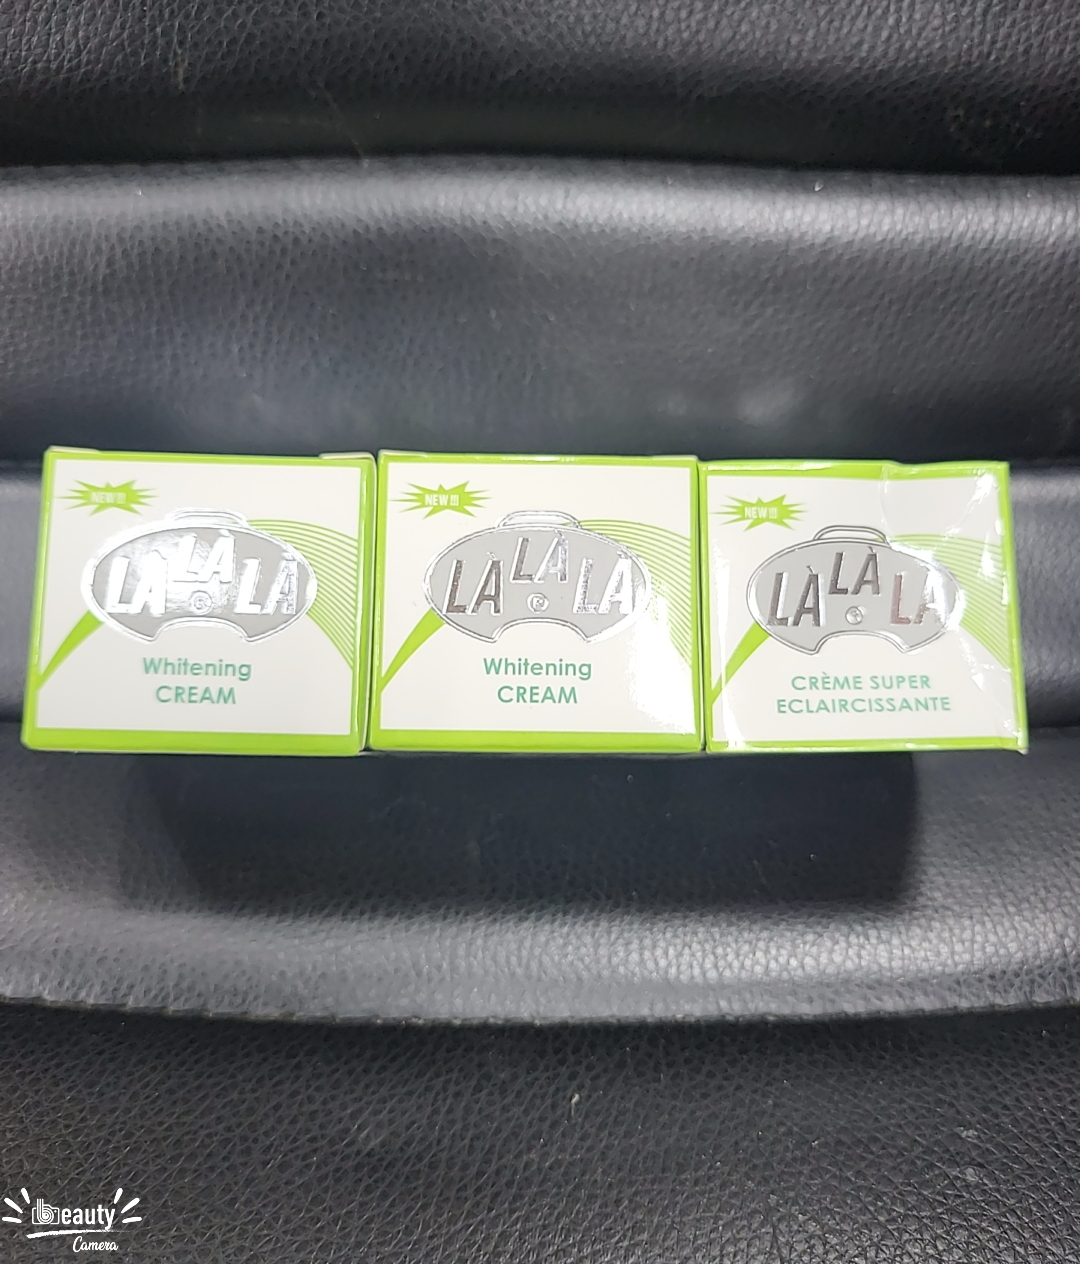 NEW !!!
LÀ LÀ LÀ
Whitening
CREAM
NEW !!!
LÀ LÀ LÀ
Whitening
CREAM
NEW !!!
LÀ LÀ LÀ
CRÈME SUPER
ECLAIRCISSANTE
beauty
Camera